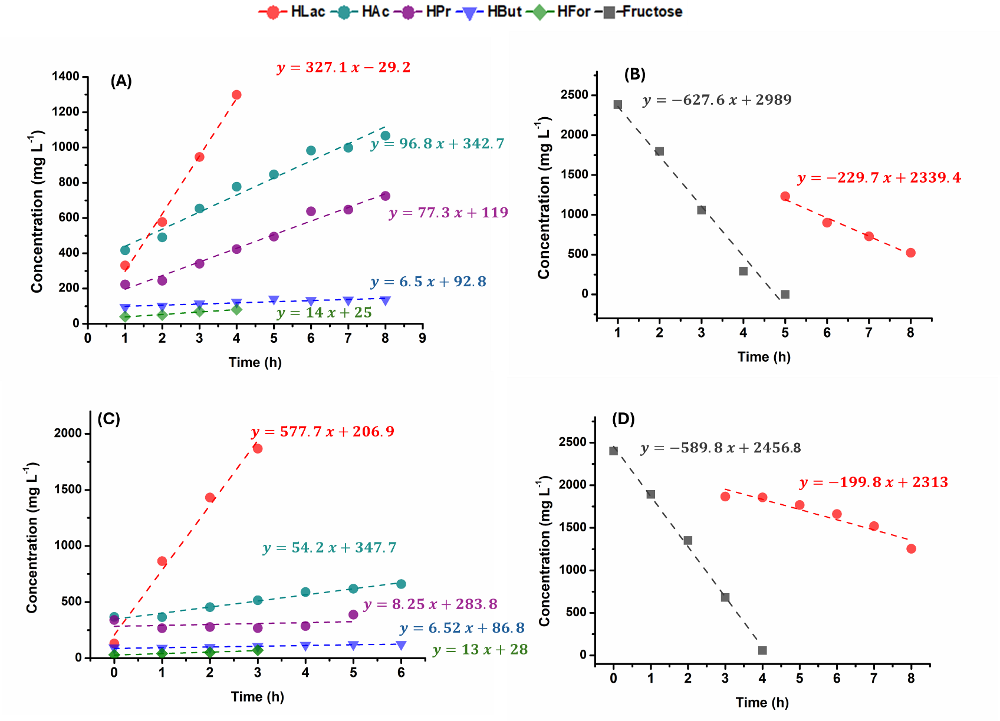 HLac HAc HPr HBut HFor Fructose
(A)
y = 327.1 x − 29.2
y = 96.8 x + 342.7
y = 77.3 x + 119
y = 6.5 x + 92.8
y = 14 x + 25
Concentration (mg L-1)
1400
1200
1000
800
600
400
200
0
0 1 2 3 4 5 6 7 8 9
Time (h)
(B)
y = −627.6 x + 2989
y = −229.7 x + 2339.4
Concentration (mg L-1)
2500
2000
1500
1000
500
0
1 2 3 4 5 6 7 8
Time (h)
(C)
y = 577.7 x + 206.9
y = 54.2 x + 347.7
y = 8.25 x + 283.8
y = 6.52 x + 86.8
y = 13 x + 28
Concentration (mg L-1)
2000
1500
1000
500
0
0 1 2 3 4 5 6
Time (h)
(D)
y = −589.8 x + 2456.8
y = −199.8 x + 2313
Concentration (mg L-1)
2500
2000
1500
1000
500
0
0 1 2 3 4 5 6 7 8
Time (h)